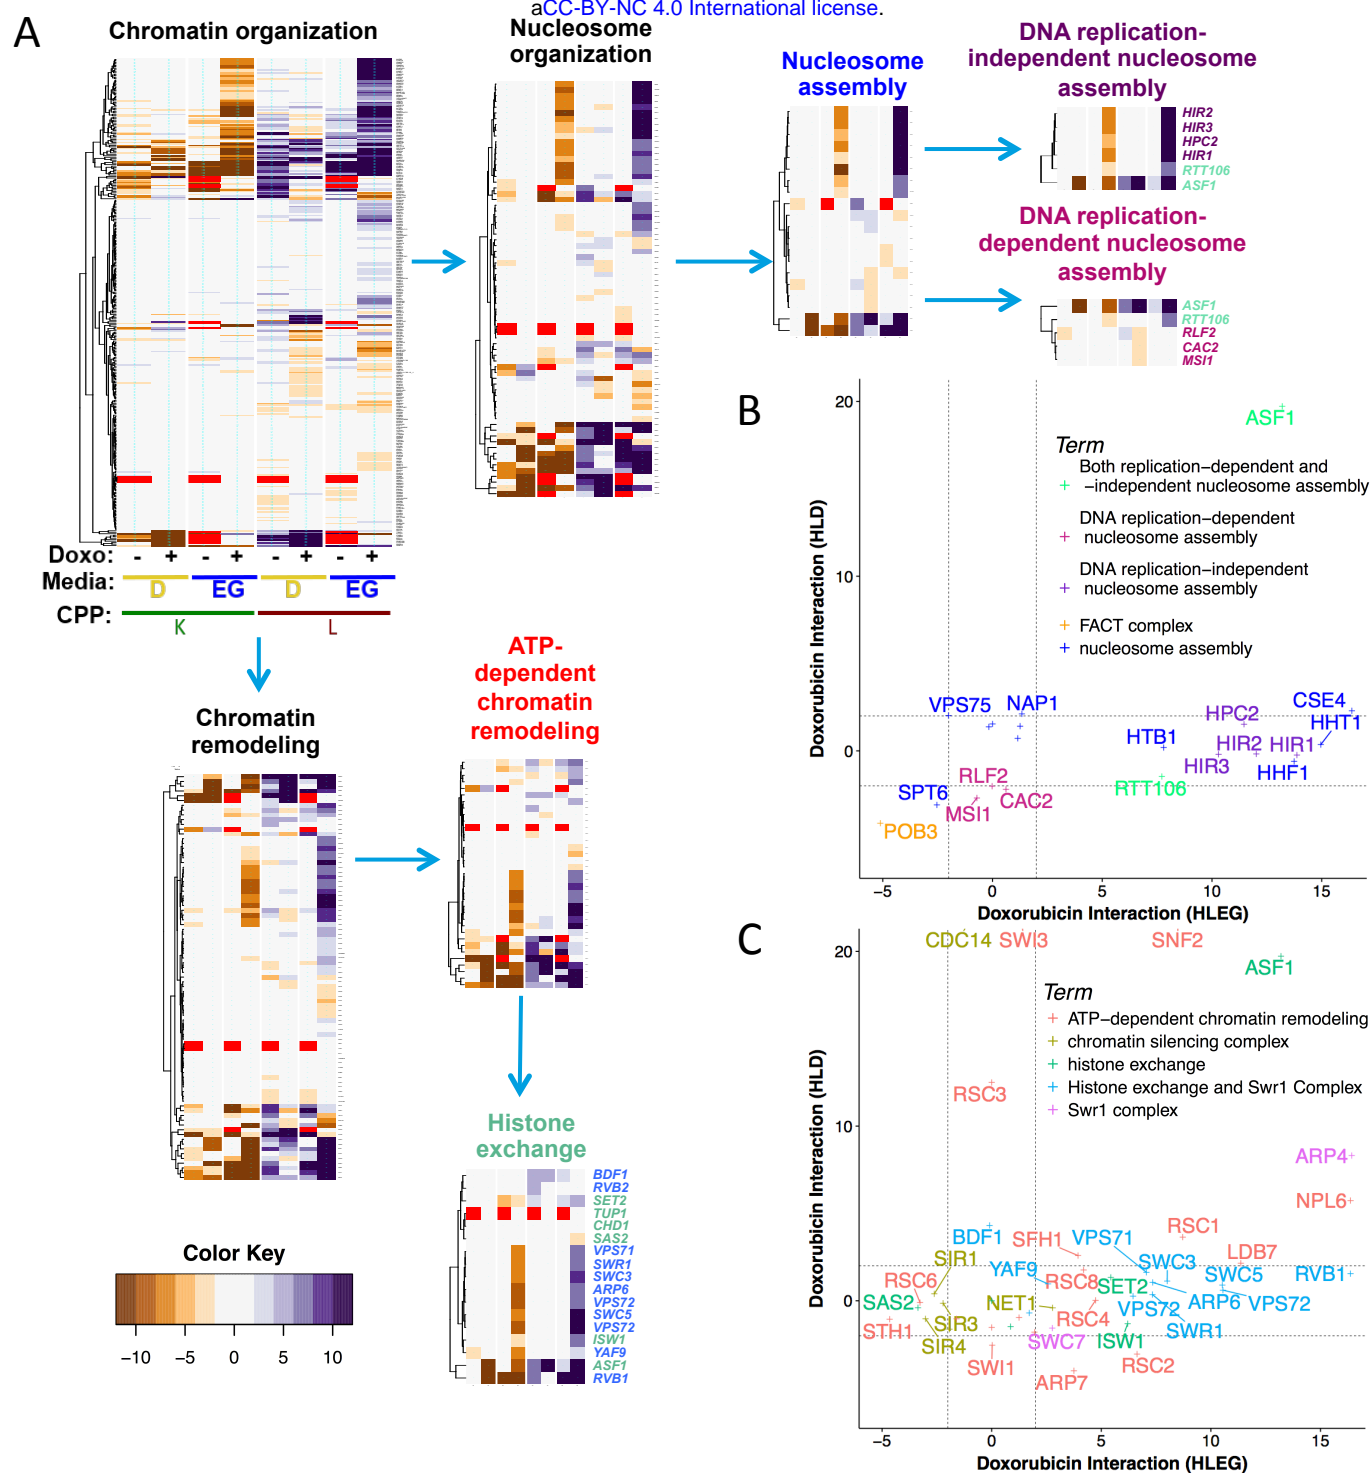 aCC-BY-NC 4.0 International license.
A
Chromatin organization
Nucleosome
organization
Nucleosome
assembly
DNA replication-
independent nucleosome
assembly
HIR2
HIR3
HPC2
HIR1
RTT106
ASF1
DNA replication-
dependent nucleosome
assembly
ASF1
RTT106
RLF2
CAC2
MSI1
Doxo: - + - + - + - +
Media: D EG D EG
CPP: K L
Chromatin
remodeling
ATP-
dependent
chromatin
remodeling
Histone
exchange
BDF1
RVB2
SET2
TUP1
CHD1
SAS2
VPS71
SWR1
SWC3
ARP6
VPS72
SWC5
VPS72
ISW1
YAF9
ASF1
RVB1
Color Key
−10 −5 0 5 10
B
Doxorubicin Interaction (HLD)
20
10
0
ASF1
Term
Both replication−dependent and
−independent nucleosome assembly
DNA replication−dependent
nucleosome assembly
DNA replication−independent
nucleosome assembly
FACT complex
nucleosome assembly
VPS75
NAP1
CSE4
HPC2
HHT1
HTB1
HIR2
HIR1
HIR3
HHF1
RLF2
RTT106
SPT6
CAC2
MSI1
POB3
−5 0 5 10 15
Doxorubicin Interaction (HLEG)
C
Doxorubicin Interaction (HLD)
20
10
0
CDC14
SWI3
SNF2
ASF1
Term
ATP−dependent chromatin remodeling
chromatin silencing complex
histone exchange
Histone exchange and Swr1 Complex
Swr1 complex
RSC3
ARP4
NPL6
RSC1
BDF1
SFH1
VPS71
LDB7
SIR1
SWC3
YAF9
RSC6
RSC8
SET2
SWC5
RVB1
SAS2
NET1
ARP6
VPS72
VPS72
STH1
SIR3
RSC4
SWR1
SIR4
SWC7
ISW1
SWI1
RSC2
ARP7
−5 0 5 10 15
Doxorubicin Interaction (HLEG)